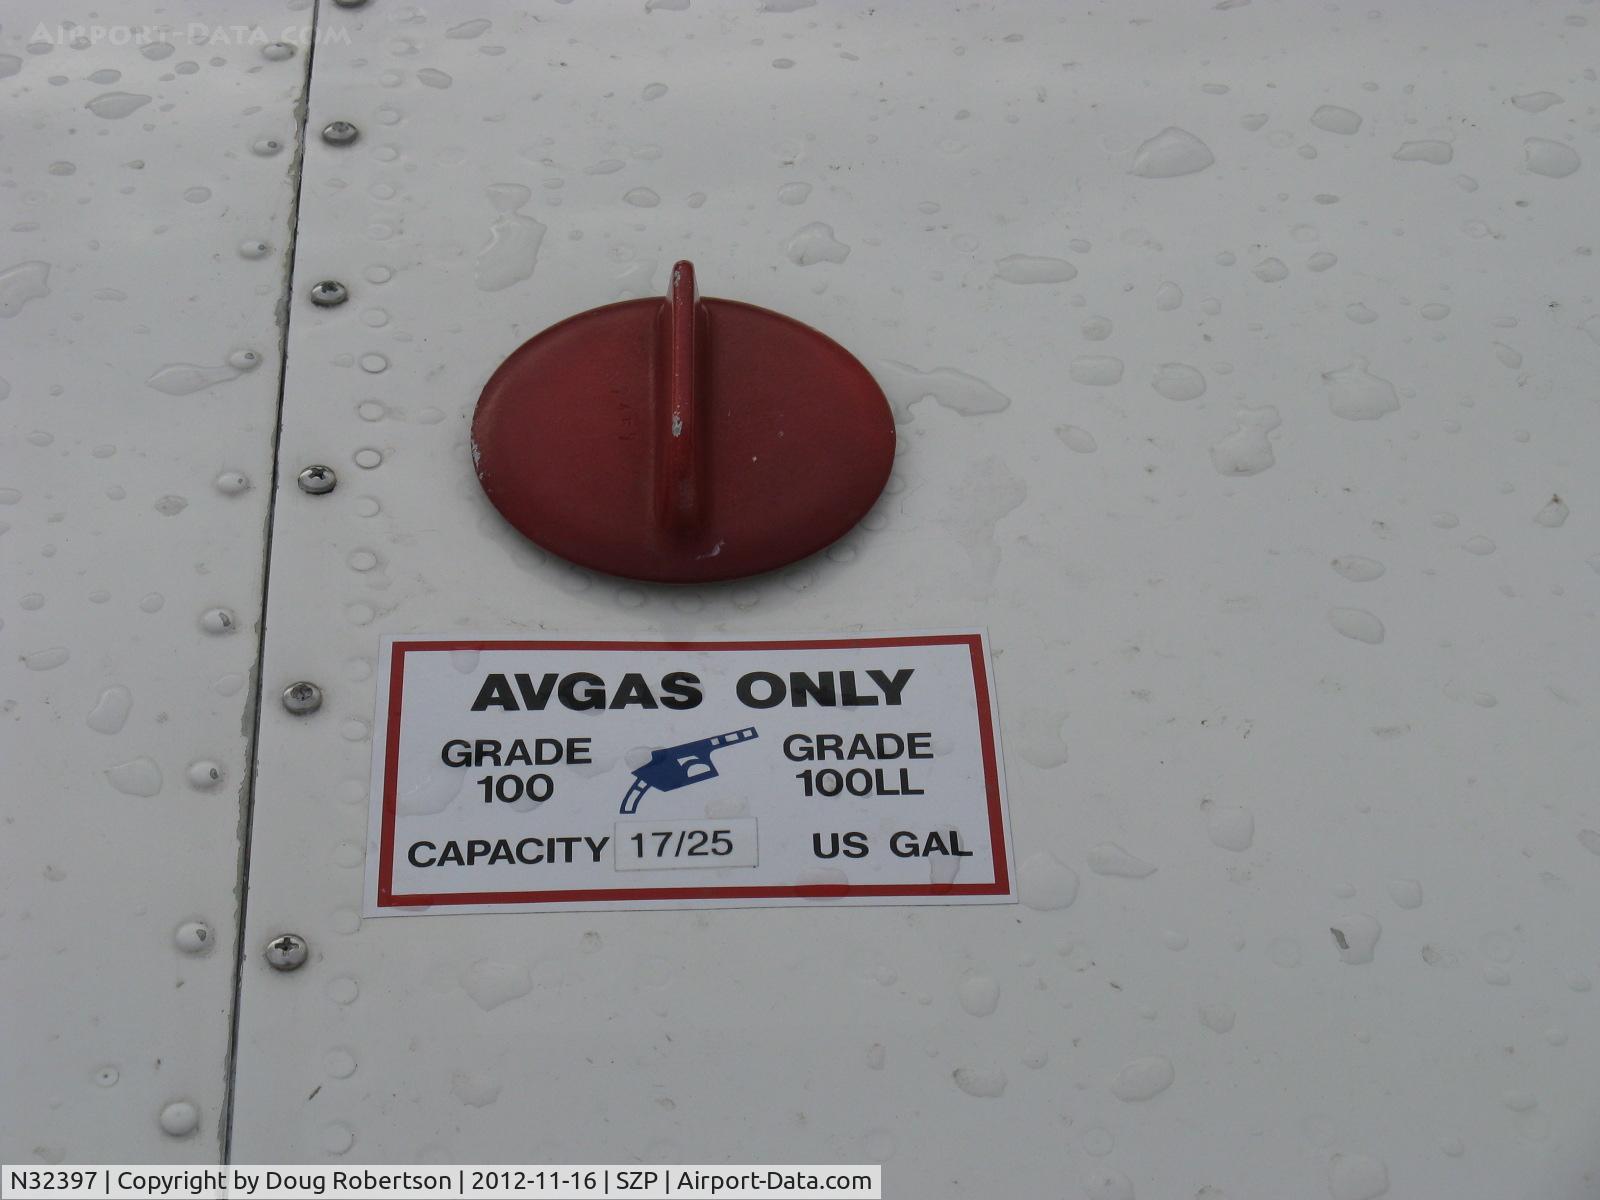 Airport-Data.com
AVGAS ONLY
GRADE 100
GRADE 100LL
CAPACITY 17/25 US GAL
N32397 | Copyright by Doug Robertson | 2012-11-16 | SZP | Airport-Data.com